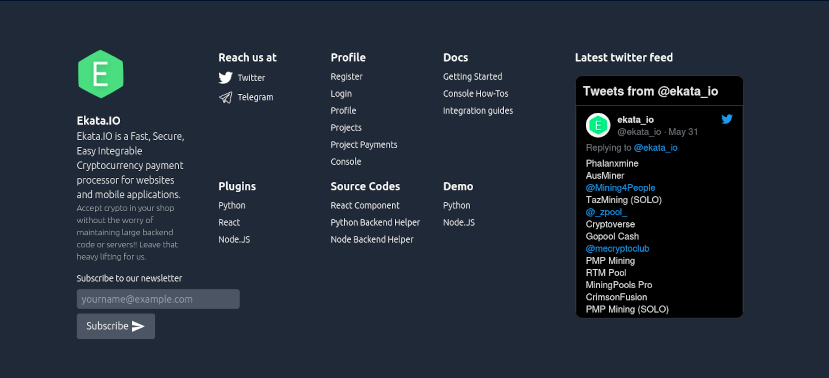 E
Ekata.IO
Ekata.IO is a Fast, Secure,
Easy Integrable
Cryptocurrency payment
processor for websites
and mobile applications.
Accept crypto in your shop
without the worry of
maintaining large backend
code or servers!! Leave that
heavy lifting for us.
Subscribe to our newsletter
yourname@example.com
Subscribe
Reach us at
Twitter
Telegram
Profile
Register
Login
Profile
Projects
Project Payments
Console
Docs
Getting Started
Console How-Tos
Integration guides
Plugins
Python
React
Node.JS
Source Codes
React Component
Python Backend Helper
Node Backend Helper
Demo
Python
Node.JS
Latest twitter feed
Tweets from @ekata_io
E
ekata_io
@ekata_io · May 31
Replying to @ekata_io
Phalanxmine
AusMiner
@Mining4People
TazMining (SOLO)
@_zpool_
Cryptoverse
Gopool Cash
@mecryptoclub
PMP Mining
RTM Pool
MiningPools Pro
CrimsonFusion
PMP Mining (SOLO)